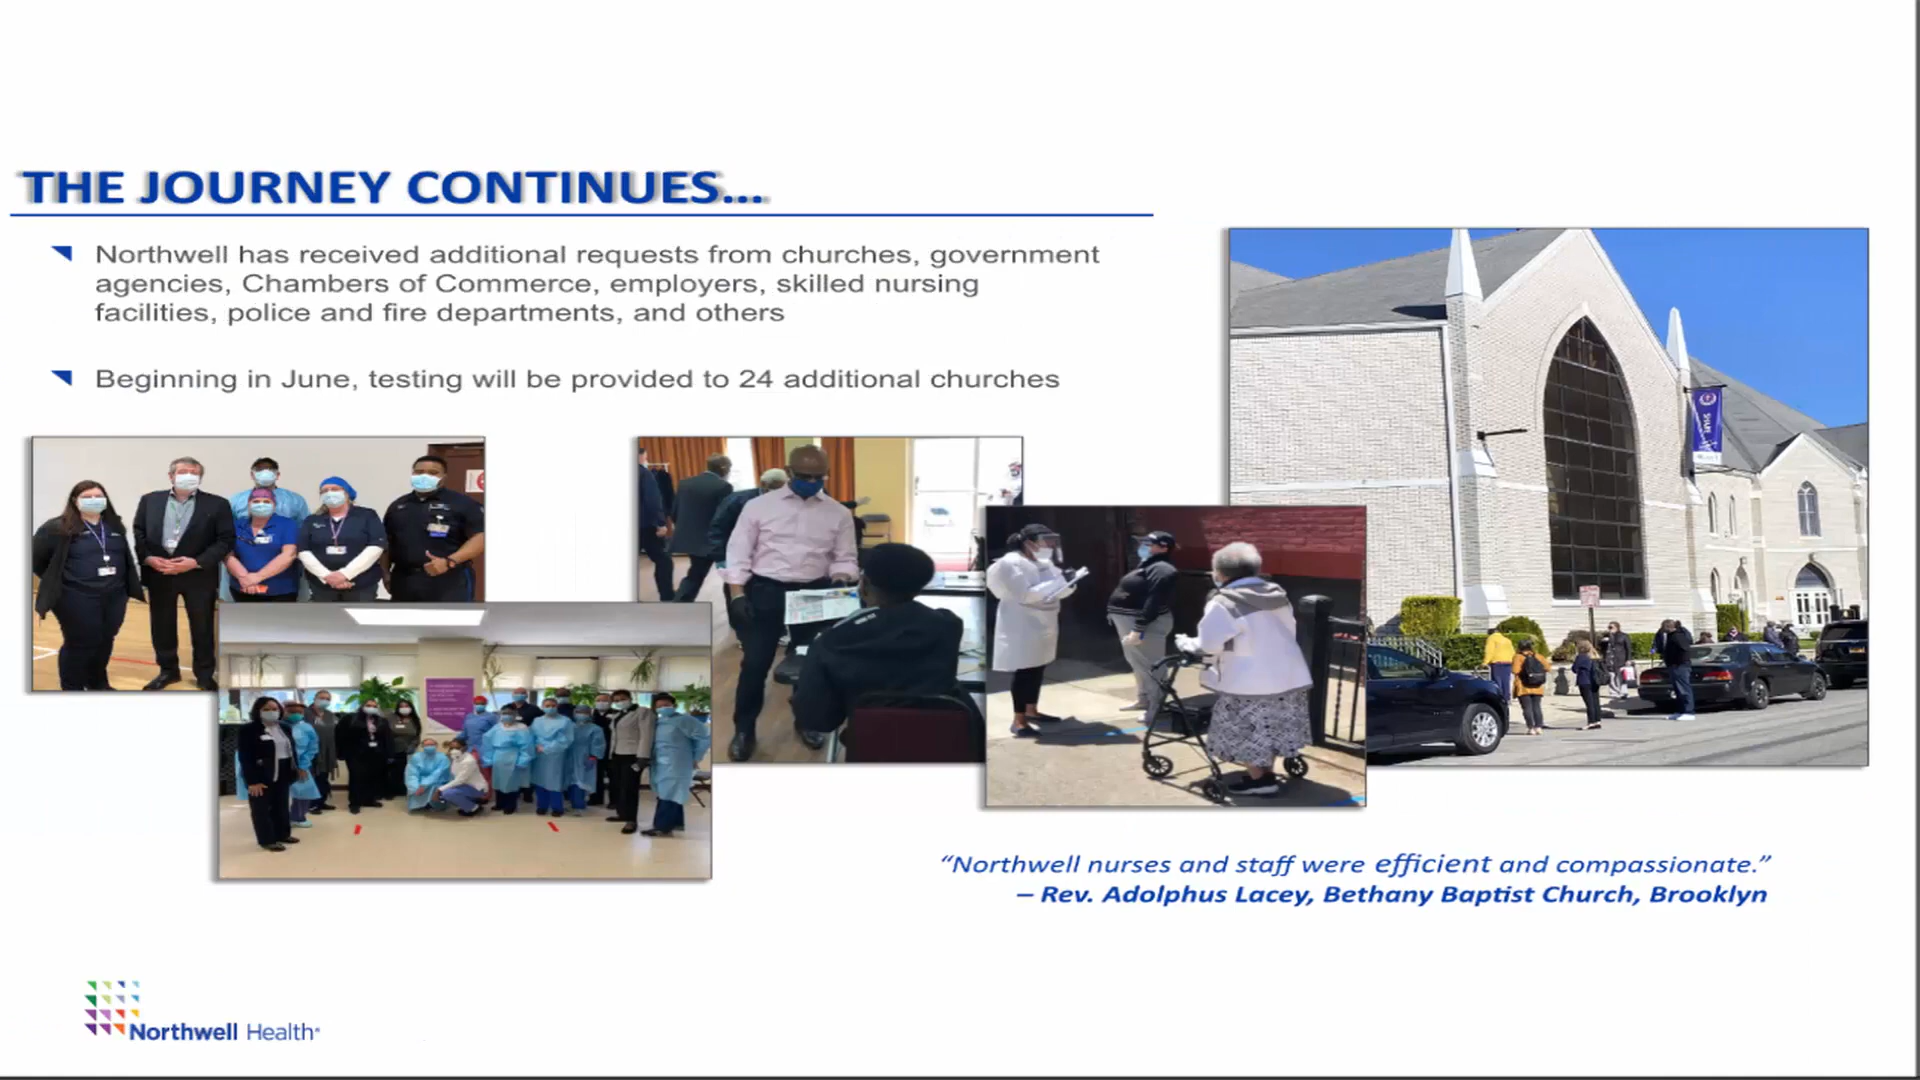 THE JOURNEY CONTINUES...
Northwell has received additional requests from churches, government
agencies, Chambers of Commerce, employers, skilled nursing
facilities, police and fire departments, and others
Beginning in June, testing will be provided to 24 additional churches
“Northwell nurses and staff were efficient and compassionate.”
– Rev. Adolphus Lacey, Bethany Baptist Church, Brooklyn
Northwell Health®